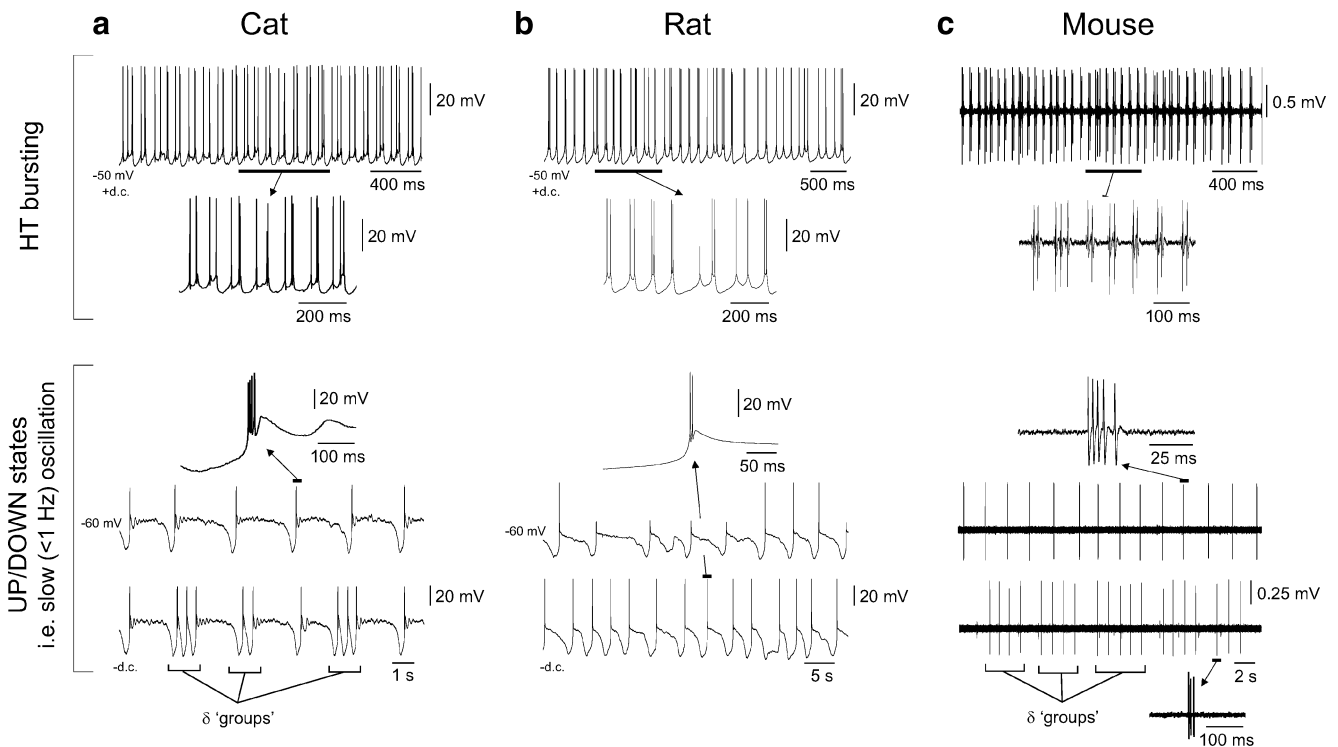 a Cat
b Rat
c Mouse
HT bursting
20 mV
-50 mV
+d.c.
400 ms
20 mV
200 ms
20 mV
-50 mV
+d.c.
500 ms
20 mV
200 ms
0.5 mV
400 ms
100 ms
UP/DOWN states
i.e. slow (<1 Hz) oscillation
20 mV
100 ms
-60 mV
20 mV
-d.c.
1 s
δ ‘groups’
20 mV
50 ms
-60 mV
20 mV
-d.c.
5 s
25 ms
0.25 mV
2 s
δ ‘groups’
100 ms